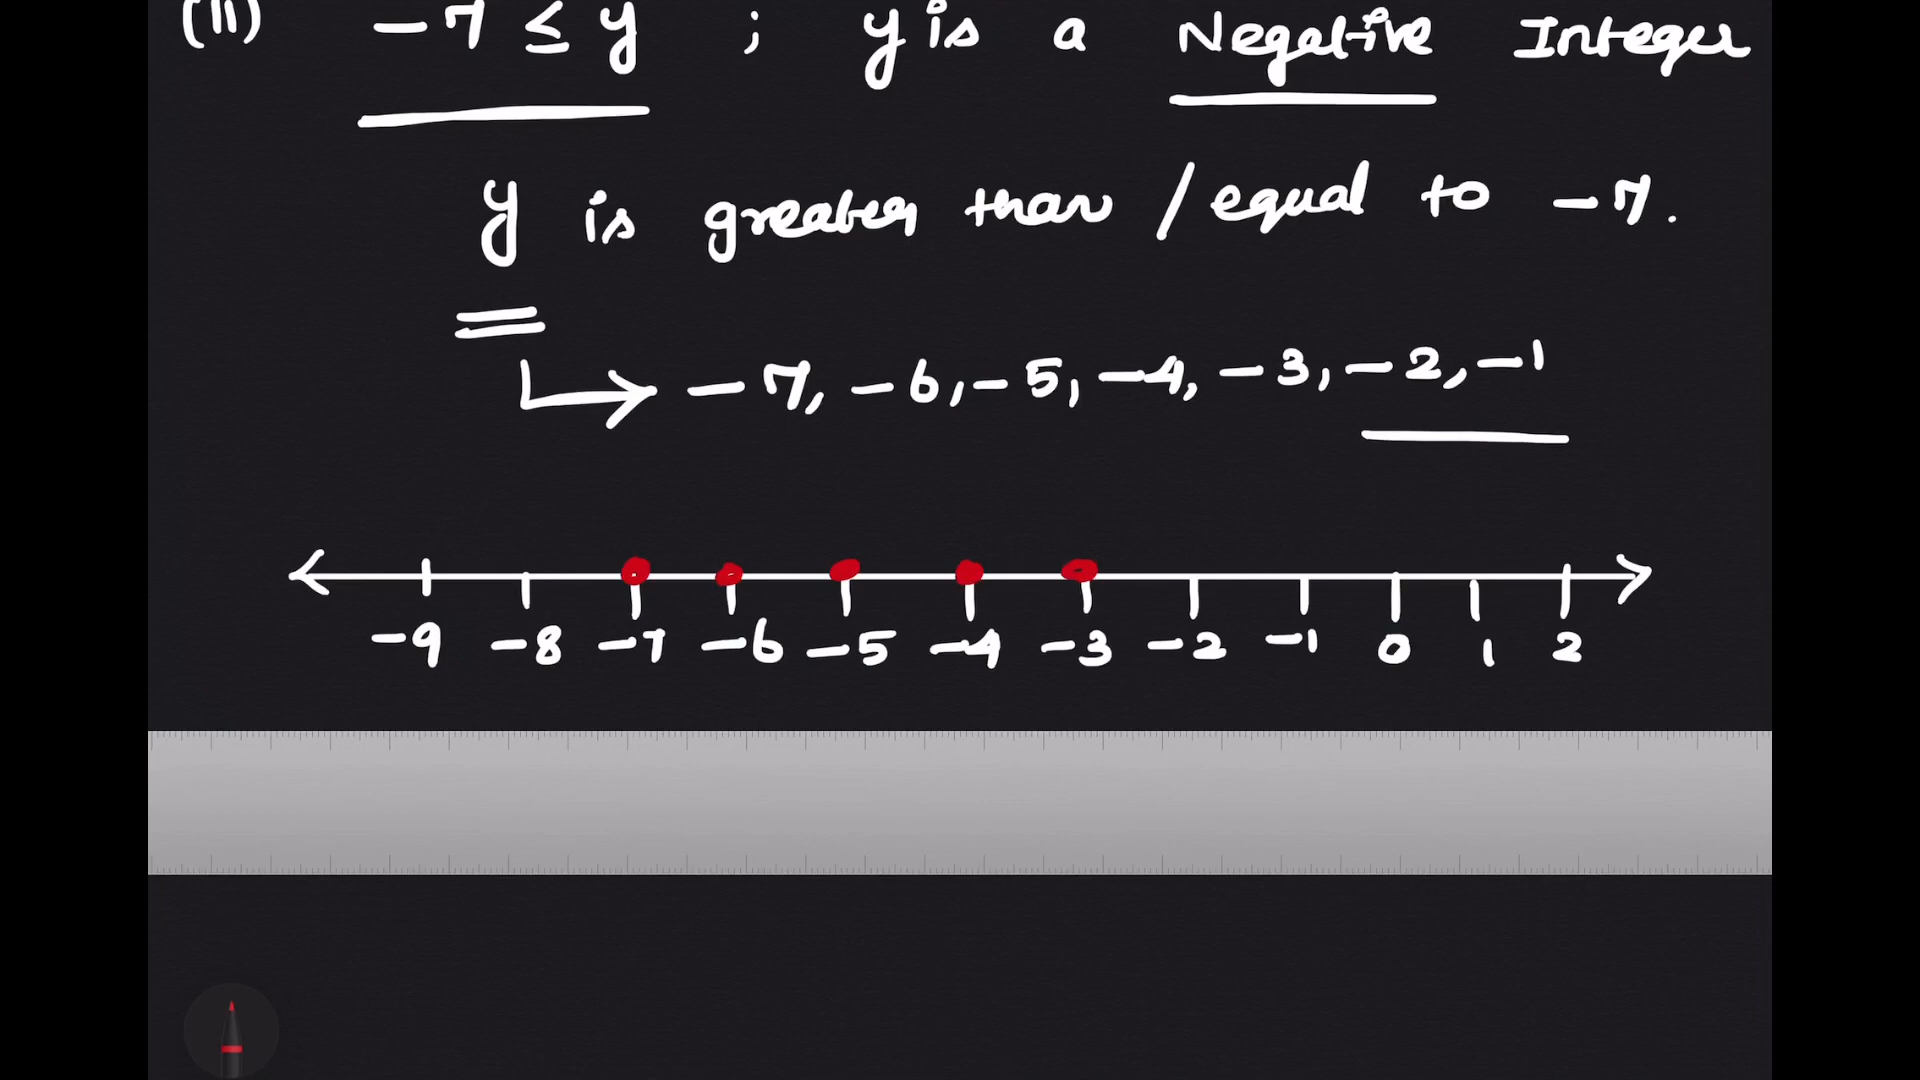 (ii) -7 ≤ y ; y is a Negative Integer
y is greater than / equal to -7.
-7, -6, -5, -4, -3, -2, -1
-9 -8 -7 -6 -5 -4 -3 -2 -1 0 1 2